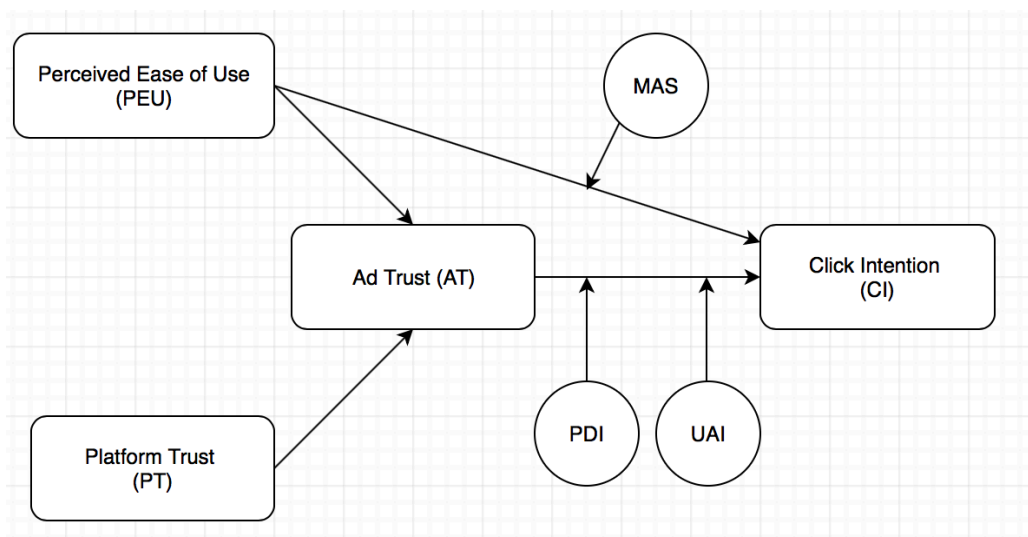 Perceived Ease of Use
(PEU)
MAS
Ad Trust (AT)
Click Intention
(CI)
Platform Trust
(PT)
PDI
UAI